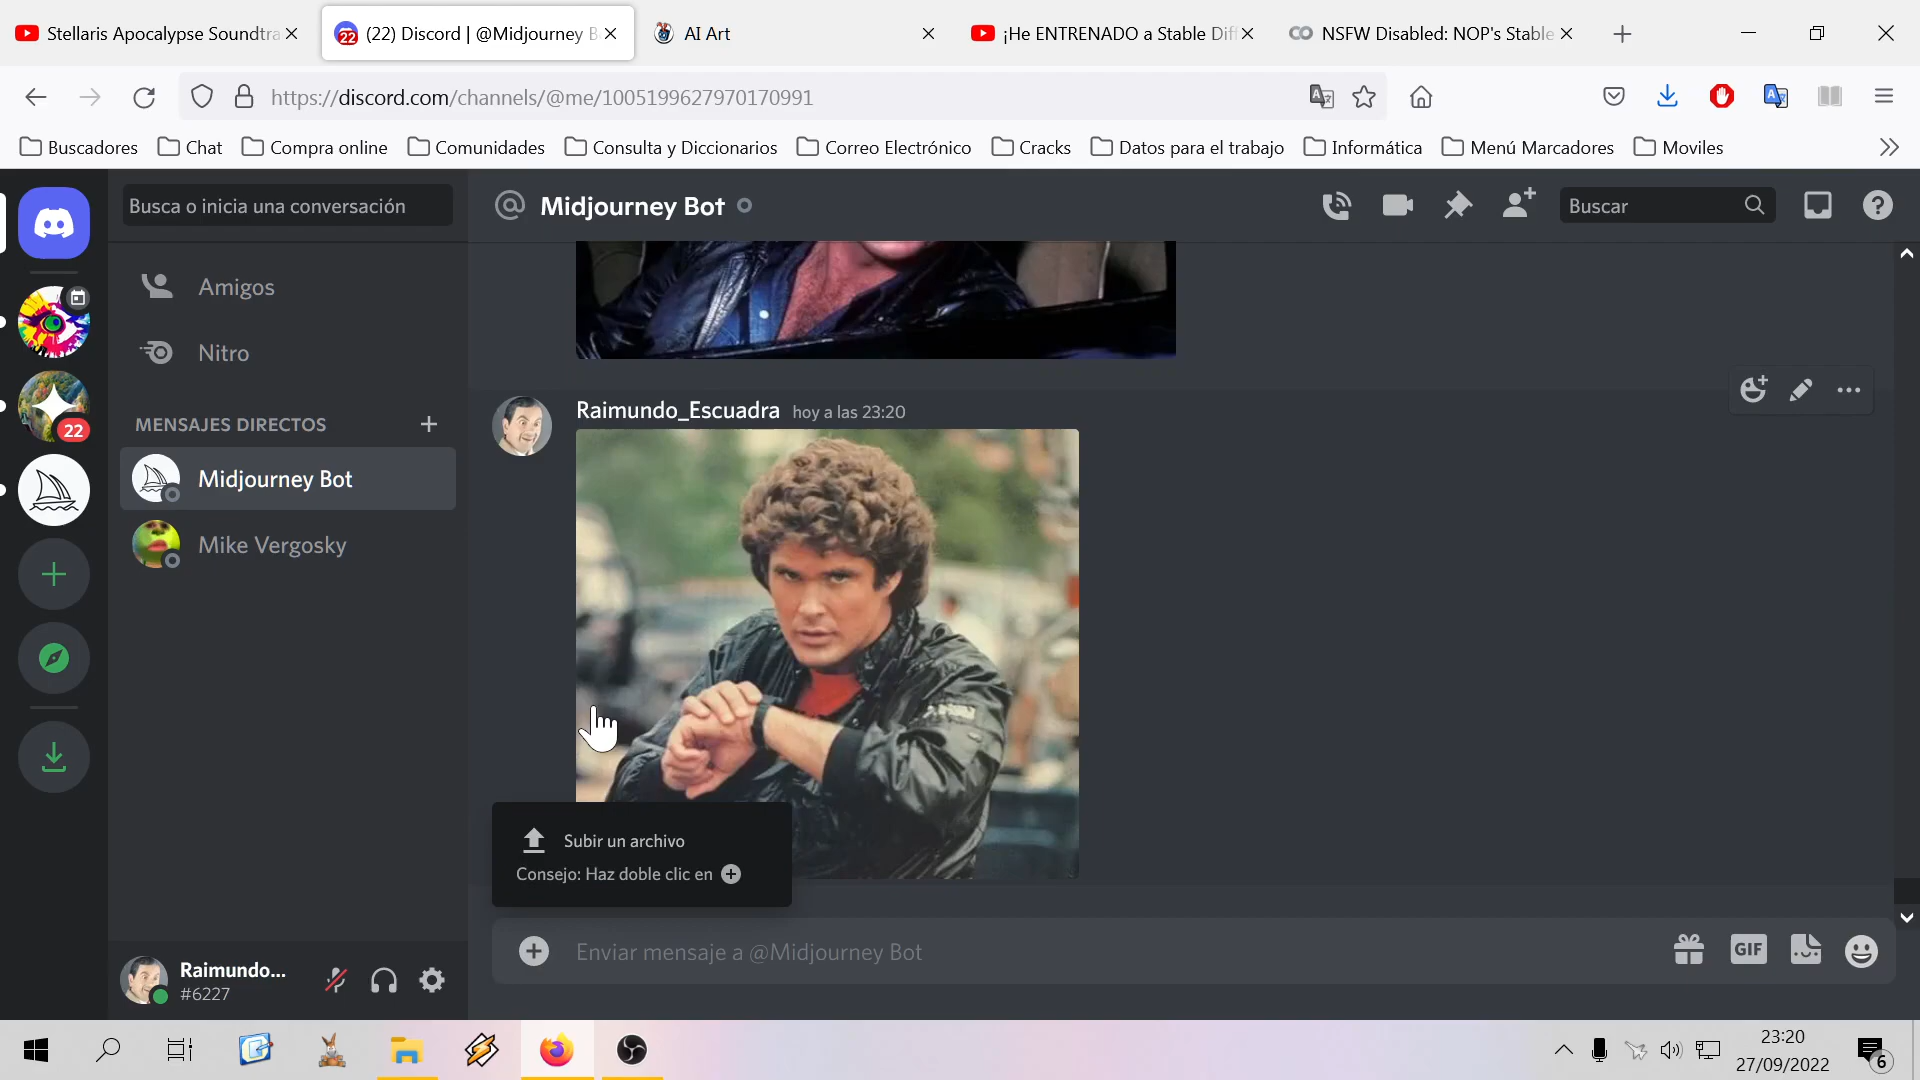 Stellaris Apocalypse Soundtra
(22) Discord | @Midjourney B
AI Art
¡He ENTRENADO a Stable Diff
NSFW Disabled: NOP's Stable
https://discord.com/channels/@me/1005199627970170991
Buscadores
Chat
Compra online
Comunidades
Consulta y Diccionarios
Correo Electrónico
Cracks
Datos para el trabajo
Informática
Menú Marcadores
Moviles
Busca o inicia una conversación
Midjourney Bot
Buscar
Amigos
Nitro
MENSAJES DIRECTOS
22
Midjourney Bot
Mike Vergosky
Raimundo_Escuadra hoy a las 23:20
Subir un archivo
Consejo: Haz doble clic en
Enviar mensaje a @Midjourney Bot
GIF
Raimundo...
#6227
23:20
27/09/2022
6